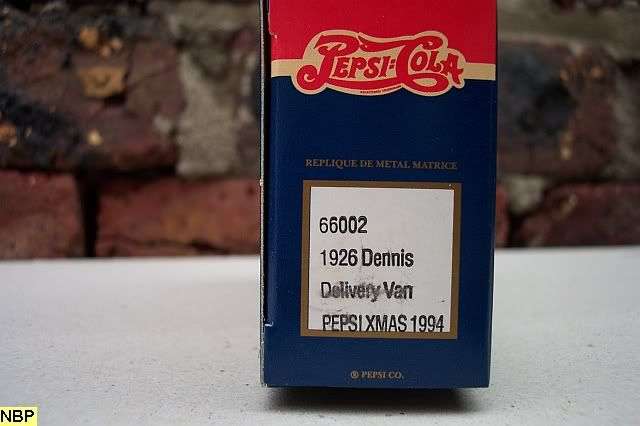 PEPSI:COLA
REPLIQUE DE METAL MATRICE
66002
1926 Dennis
Delivery Van
PEPSI XMAS 1994
® PEPSI CO.
NBP